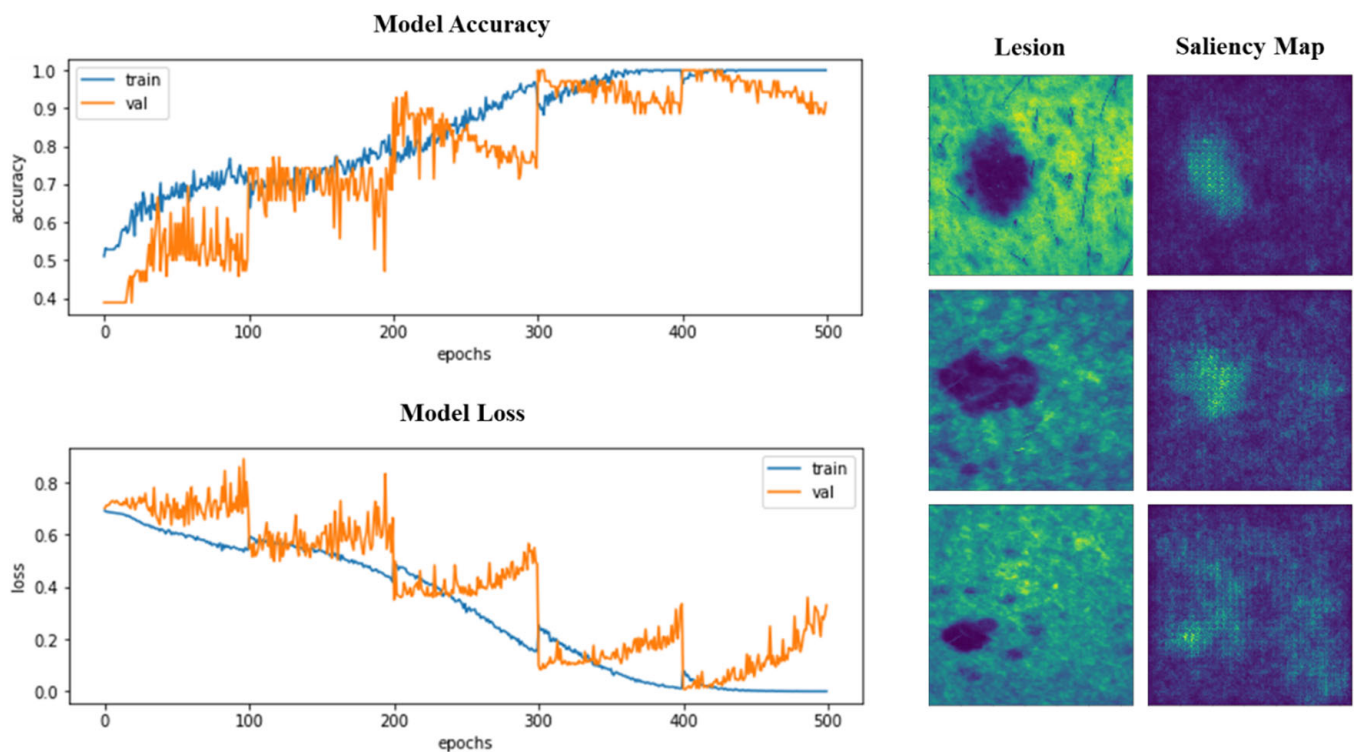 Model Accuracy
1.0
0.9
0.8
0.7
0.6
0.5
0.4
accuracy
train
val
0 100 200 300 400 500
epochs
Model Loss
0.8
0.6
0.4
0.2
0.0
loss
train
val
0 100 200 300 400 500
epochs
Lesion Saliency Map